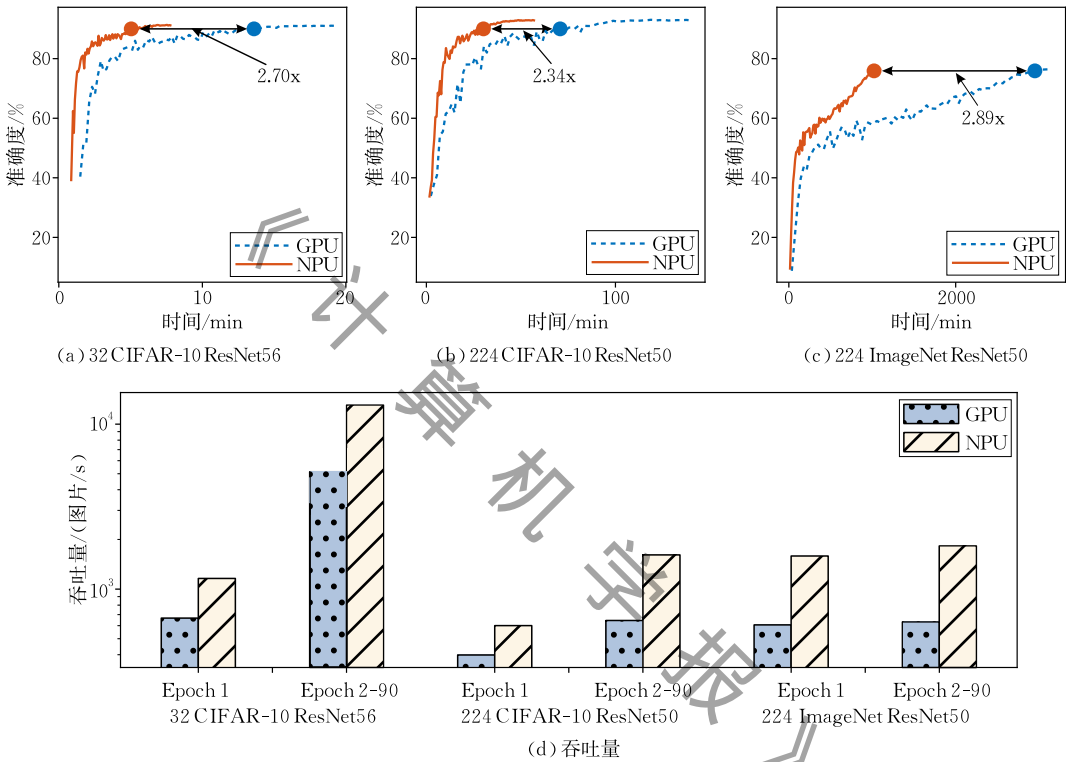 准确度/%
80
60
40
20
2.70x
GPU
NPU
0
10
20
时间/min
(a) 32 CIFAR-10 ResNet56
准确度/%
80
60
40
20
2.34x
GPU
NPU
0
100
时间/min
(b) 224 CIFAR-10 ResNet50
准确度/%
80
60
40
20
2.89x
GPU
NPU
0
2000
时间/min
(c) 224 ImageNet ResNet50
吞吐量/(图片/s)
10⁴
10³
GPU
NPU
Epoch 1
Epoch 2-90
Epoch 1
Epoch 2-90
Epoch 1
Epoch 2-90
32 CIFAR-10 ResNet56
224 CIFAR-10 ResNet50
224 ImageNet ResNet50
(d) 吞吐量
《计算机学报》